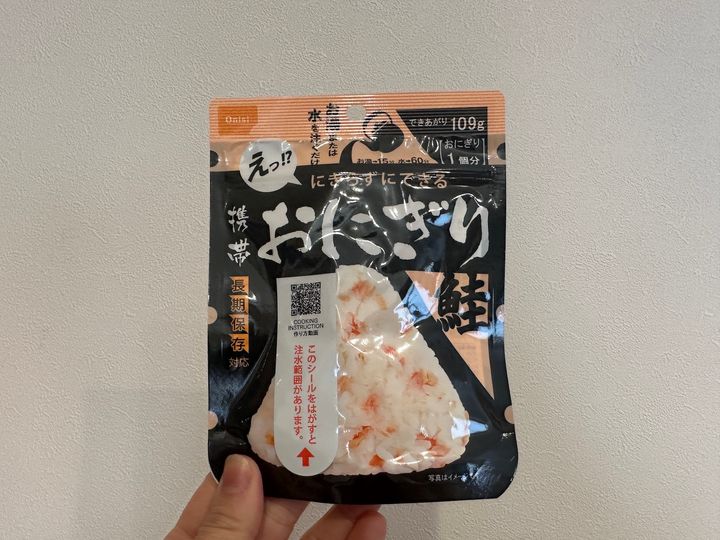 Onisi
お湯または
水を注ぐだけ
できあがり 109g
おにぎり
1個分
お湯→15分 水→60分
えっ!?
にぎらずにできる
携帯
おにぎり
鮭
長期保存
対応
COOKING
INSTRUCTION
作り方動画
このシールをはがすと
注水範囲があります。
写真はイメージ